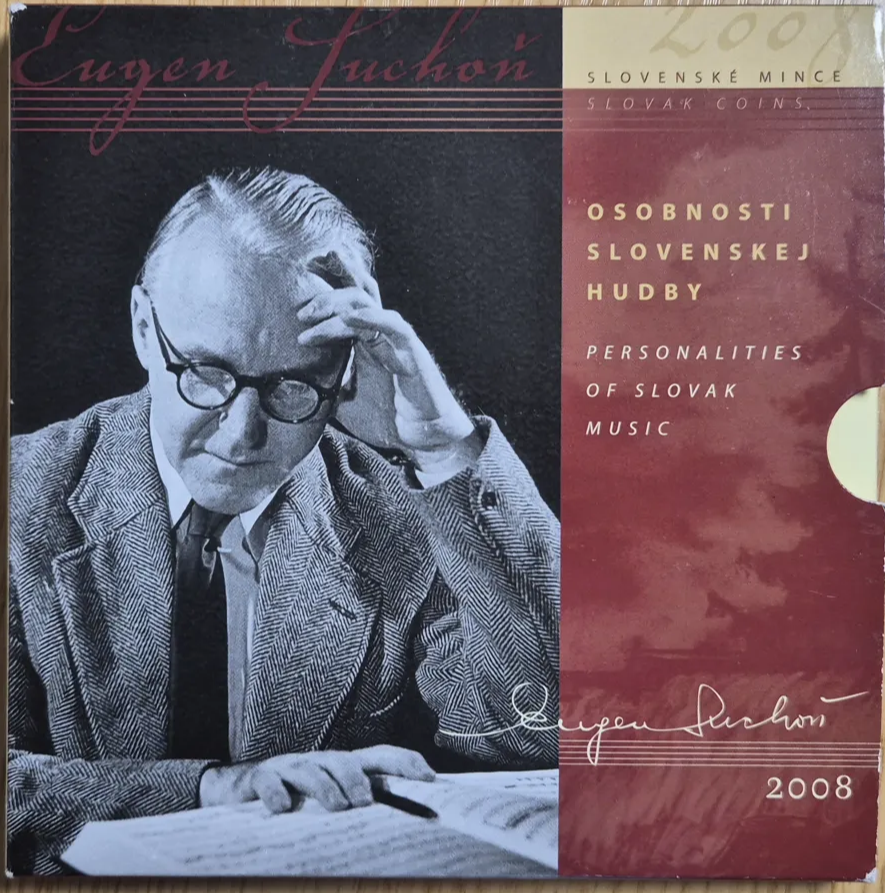 Eugen Suchoň
2008
SLOVENSKÉ MINCE
SLOVAK COINS
OSOBNOSTI
SLOVENSKEJ
HUDBY
PERSONALITIES
OF SLOVAK
MUSIC
Eugen Suchoň
2008